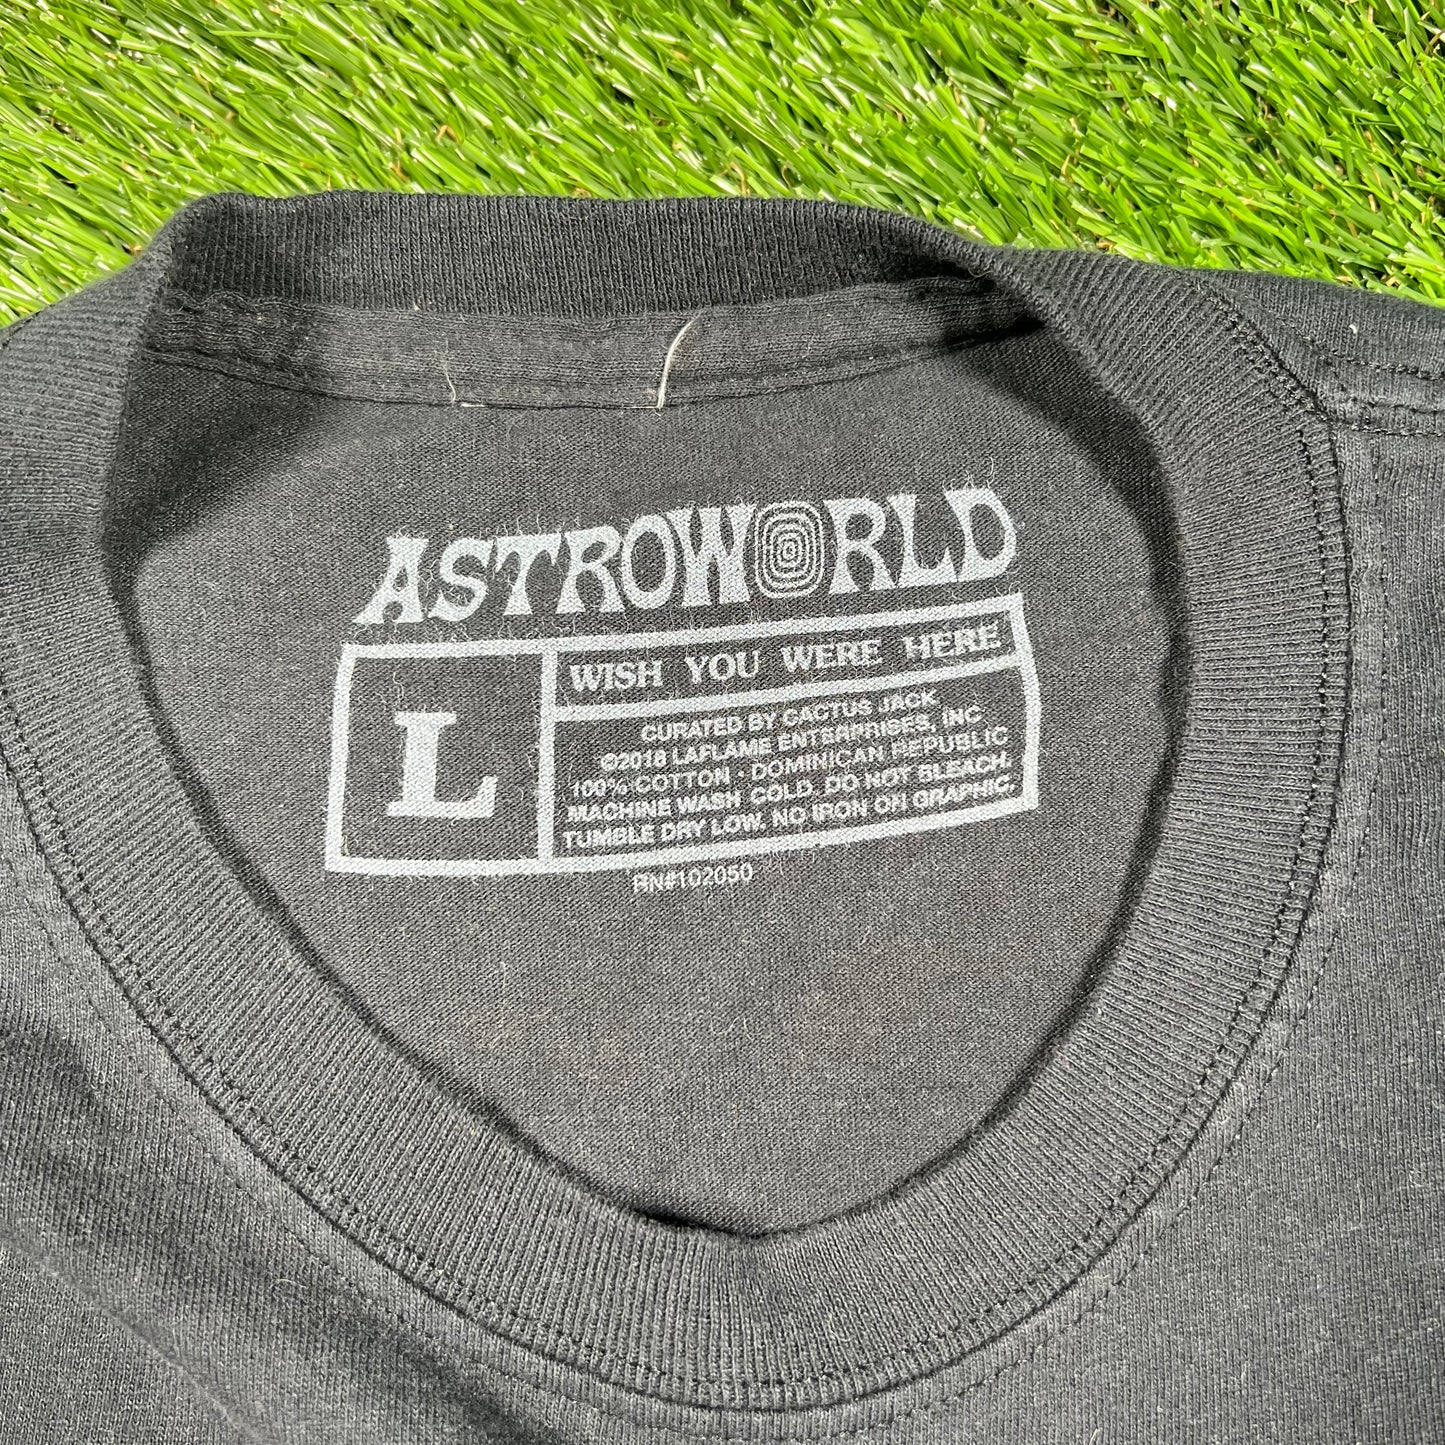 ASTROWORLD
L
WISH YOU WERE HERE
CURATED BY CACTUS JACK
©2018 LAFLAME ENTERPRISES, INC
100% COTTON · DOMINICAN REPUBLIC
MACHINE WASH COLD. DO NOT BLEACH.
TUMBLE DRY LOW. NO IRON ON GRAPHIC.
RN#102050